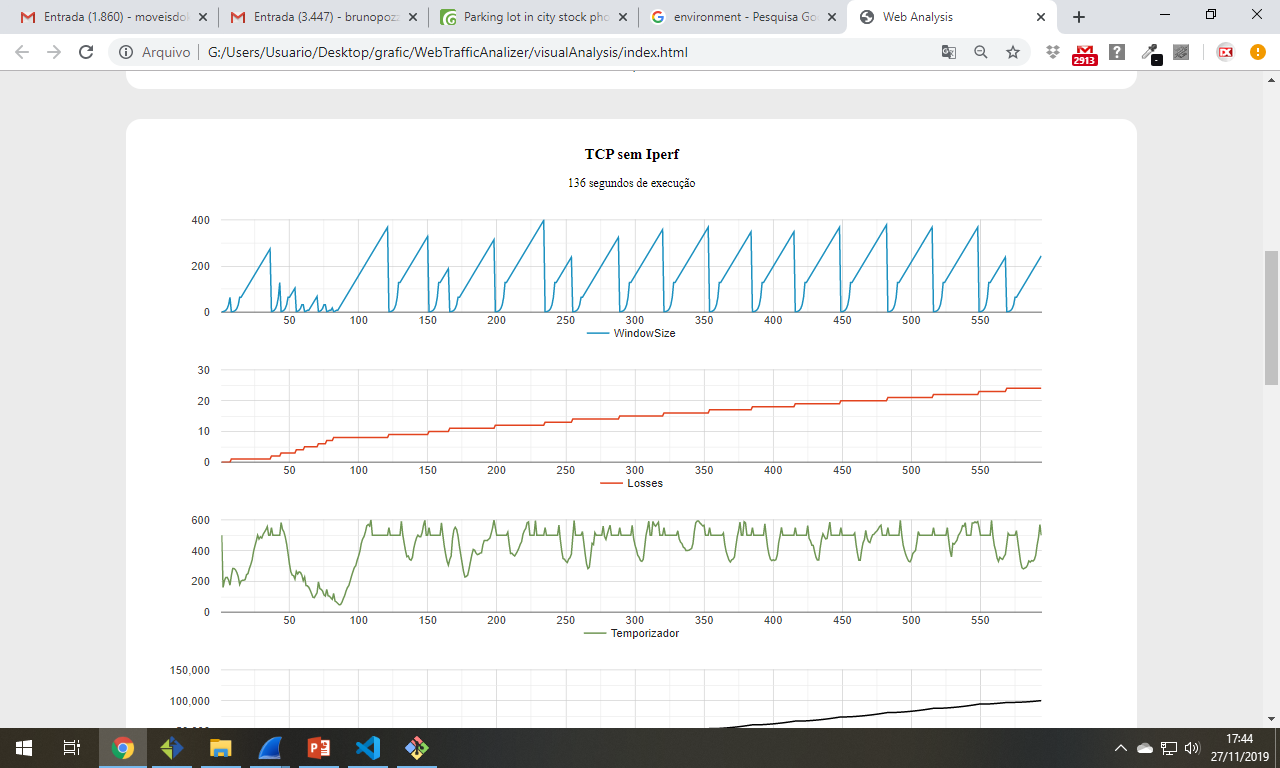 Entrada (1.860) - moveisdo
Entrada (3.447) - brunopoz
Parking lot in city stock pho
environment - Pesquisa Go
Web Analysis
Arquivo
G:/Users/Usuario/Desktop/grafic/WebTrafficAnalizer/visualAnalysis/index.html
2913
TCP sem Iperf
136 segundos de execução
400
200
0
50 100 150 200 250 300 350 400 450 500 550
WindowSize
30
20
10
0
50 100 150 200 250 300 350 400 450 500 550
Losses
600
400
200
0
50 100 150 200 250 300 350 400 450 500 550
Temporizador
150,000
100,000
17:44
27/11/2019